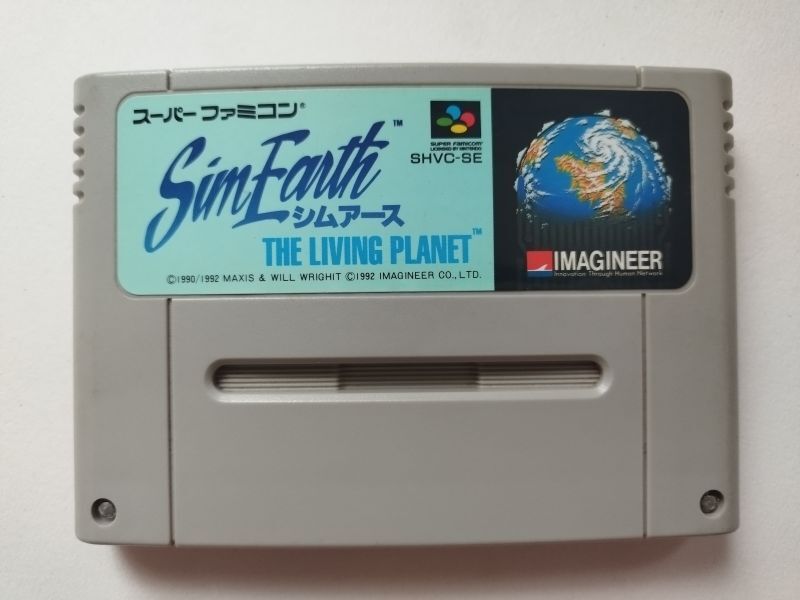 スーパーファミコン®
SimEarth™
シムアース
THE LIVING PLANET™
SUPER FAMICOM
LICENSED BY NINTENDO
SHVC-SE
©1990/1992 MAXIS & WILL WRIGHIT ©1992 IMAGINEER CO., LTD.
IMAGINEER
Innovation Through Human Network